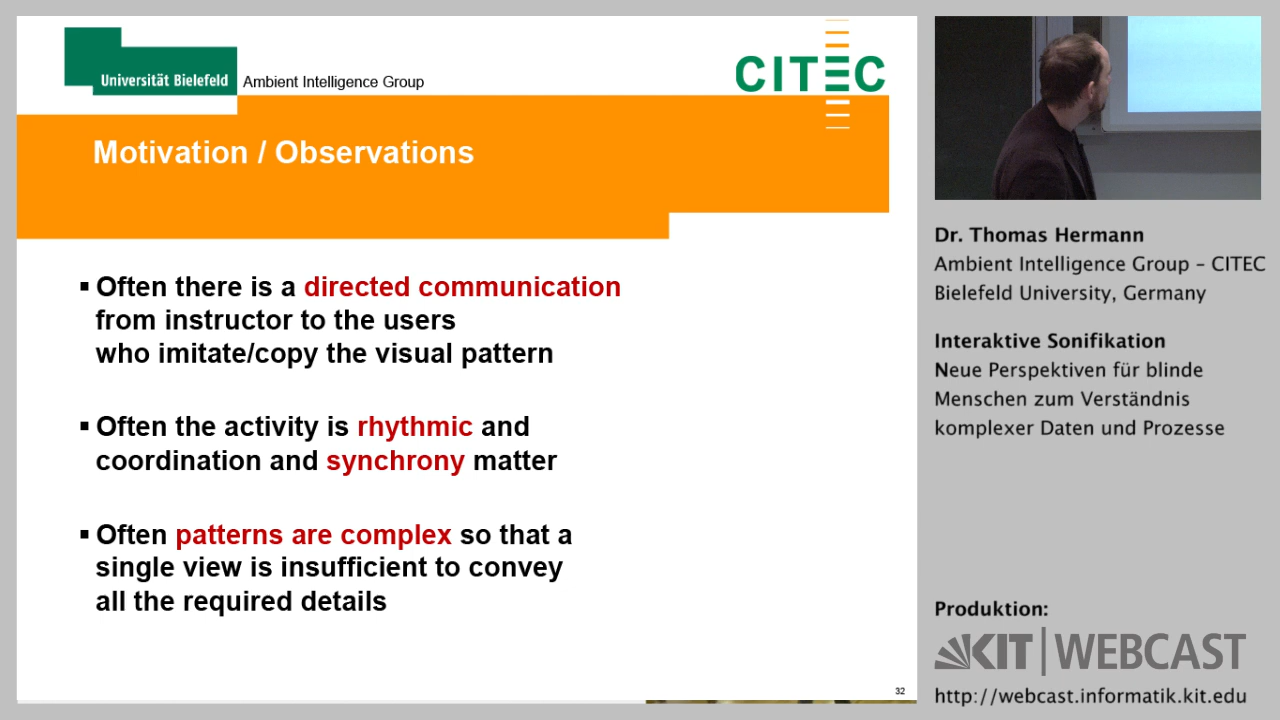 Universität Bielefeld
Ambient Intelligence Group
CITEC
Motivation / Observations
▪ Often there is a directed communication
from instructor to the users
who imitate/copy the visual pattern
▪ Often the activity is rhythmic and
coordination and synchrony matter
▪ Often patterns are complex so that a
single view is insufficient to convey
all the required details
32
Dr. Thomas Hermann
Ambient Intelligence Group – CITEC
Bielefeld University, Germany
Interaktive Sonifikation
Neue Perspektiven für blinde
Menschen zum Verständnis
komplexer Daten und Prozesse
Produktion:
KIT | WEBCAST
http://webcast.informatik.kit.edu